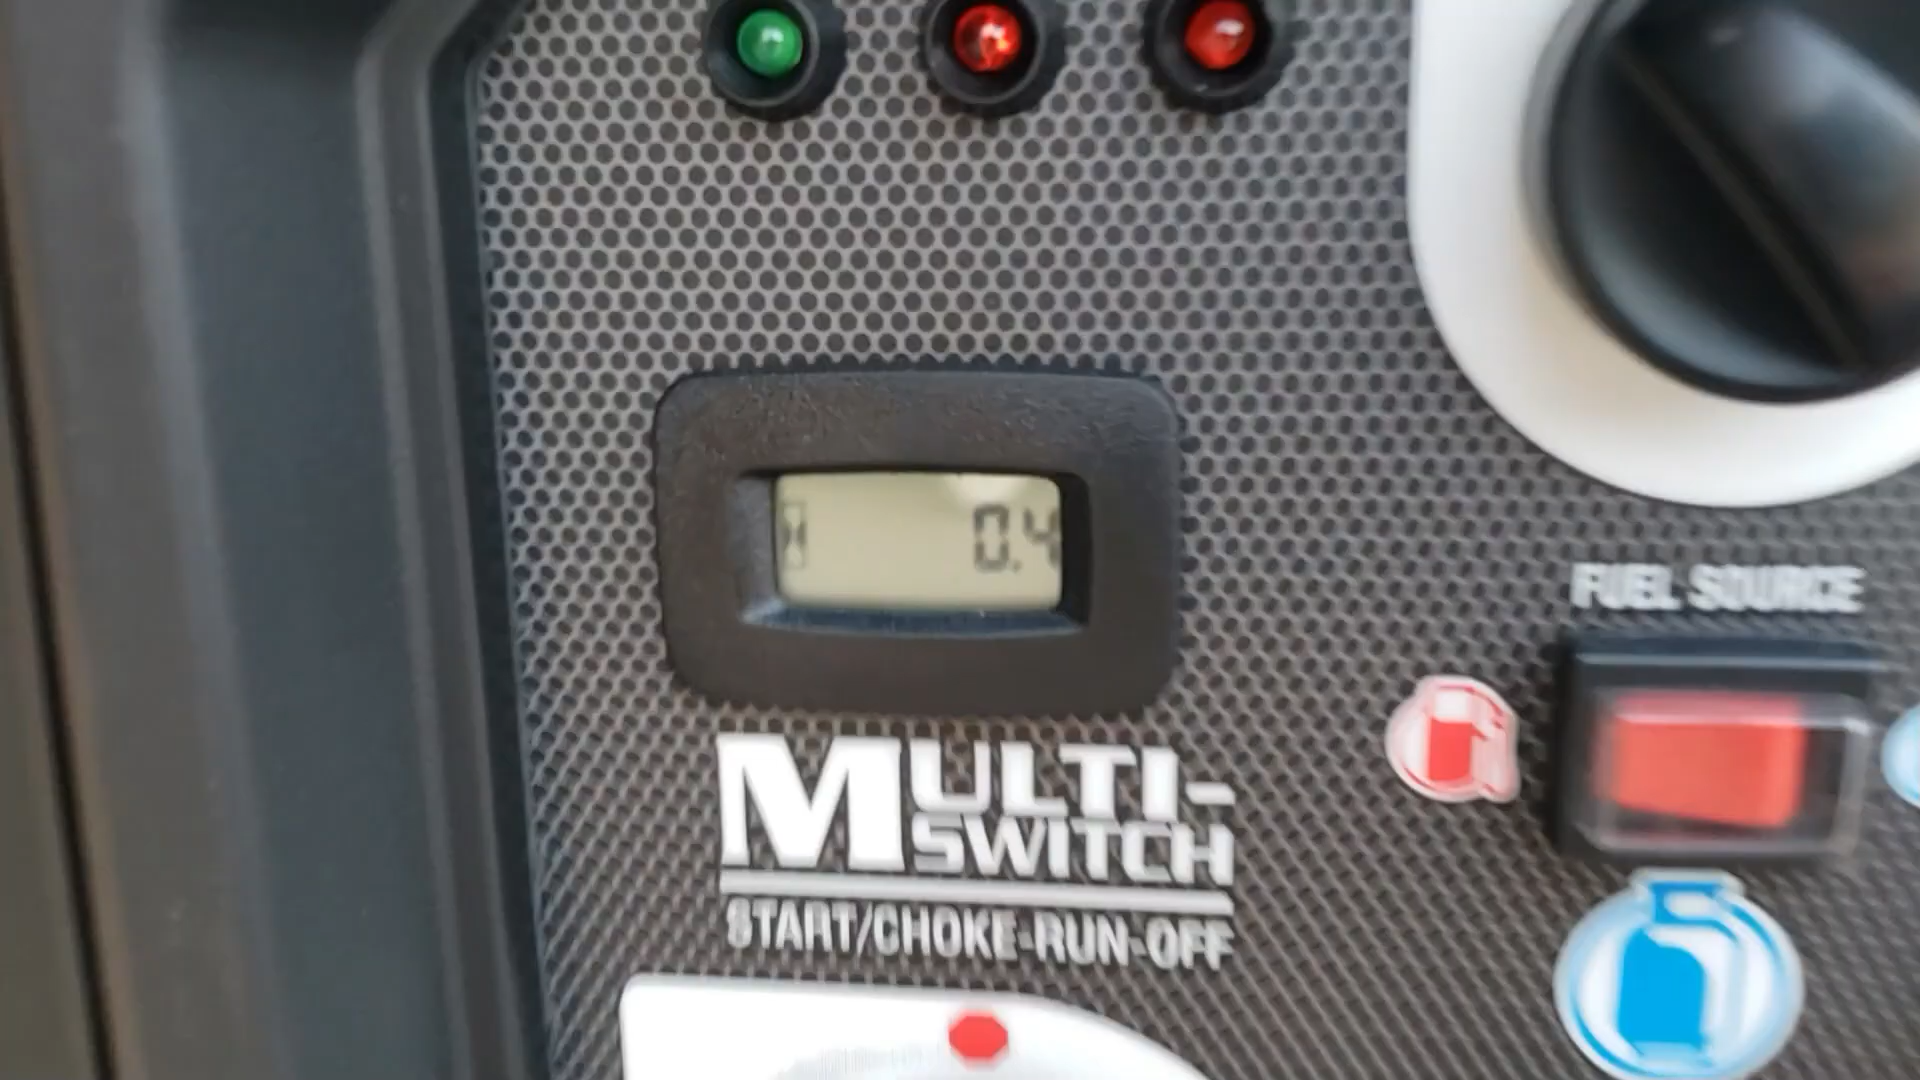 0.4
FUEL SOURCE
MULTI-
SWITCH
START/CHOKE-RUN-OFF